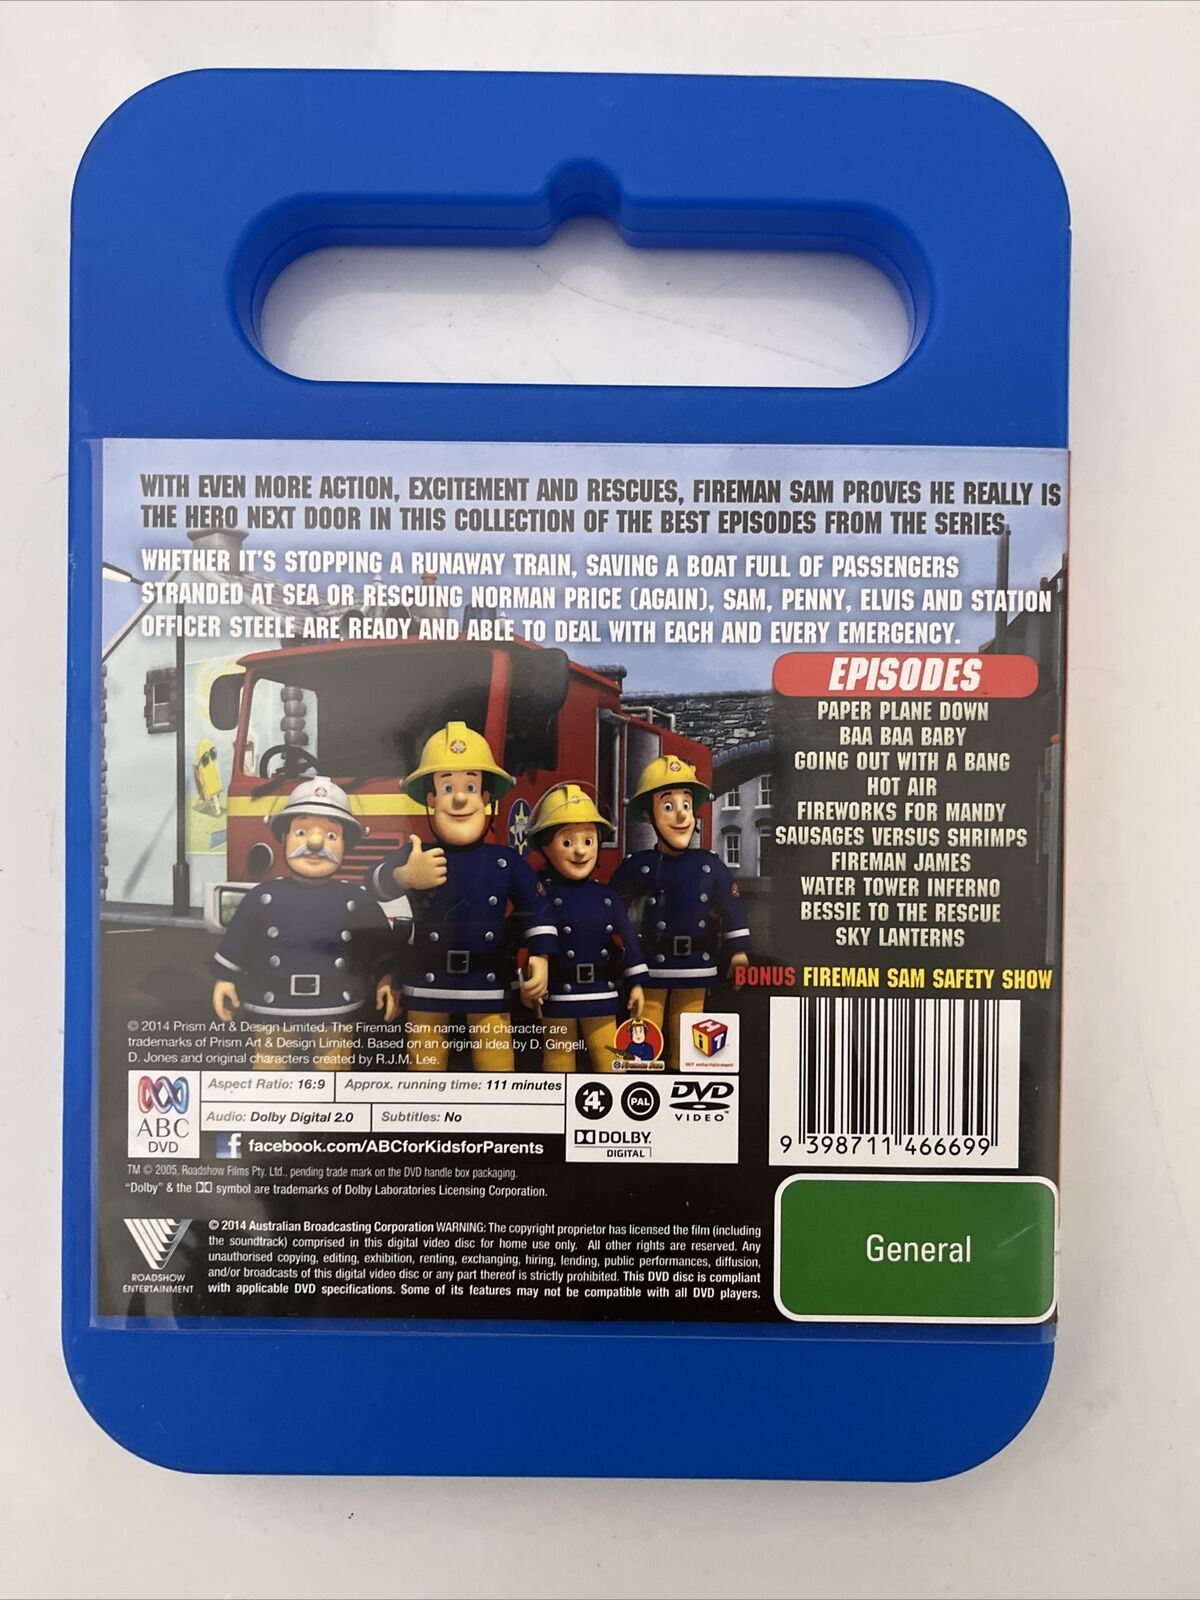 WITH EVEN MORE ACTION, EXCITEMENT AND RESCUES, FIREMAN SAM PROVES HE REALLY IS
THE HERO NEXT DOOR IN THIS COLLECTION OF THE BEST EPISODES FROM THE SERIES.
WHETHER IT'S STOPPING A RUNAWAY TRAIN, SAVING A BOAT FULL OF PASSENGERS
STRANDED AT SEA OR RESCUING NORMAN PRICE (AGAIN), SAM, PENNY, ELVIS AND STATION
OFFICER STEELE ARE READY AND ABLE TO DEAL WITH EACH AND EVERY EMERGENCY.
EPISODES
PAPER PLANE DOWN
BAA BAA BABY
GOING OUT WITH A BANG
HOT AIR
FIREWORKS FOR MANDY
SAUSAGES VERSUS SHRIMPS
FIREMAN JAMES
WATER TOWER INFERNO
BESSIE TO THE RESCUE
SKY LANTERNS
BONUS FIREMAN SAM SAFETY SHOW
© 2014 Prism Art & Design Limited. The Fireman Sam name and character are
trademarks of Prism Art & Design Limited. Based on an original idea by D. Gingell,
D. Jones and original characters created by R.J.M. Lee.
Fireman Sam
HiT
HiT entertainment
ABC
DVD
Aspect Ratio: 16:9
Approx. running time: 111 minutes
Audio: Dolby Digital 2.0
Subtitles: No
facebook.com/ABCforKidsforParents
4
PAL
DVD
VIDEO™
DOLBY
DIGITAL
9 398711 466699
TM © 2005. Roadshow Films Pty. Ltd., pending trade mark on the DVD handle box packaging.
"Dolby" & the DD symbol are trademarks of Dolby Laboratories Licensing Corporation.
ROADSHOW
ENTERTAINMENT
© 2014 Australian Broadcasting Corporation WARNING: The copyright proprietor has licensed the film (including
the soundtrack) comprised in this digital video disc for home use only. All other rights are reserved. Any
unauthorised copying, editing, exhibition, renting, exchanging, hiring, lending, public performances, diffusion,
and/or broadcasts of this digital video disc or any part thereof is strictly prohibited. This DVD disc is compliant
with applicable DVD specifications. Some of its features may not be compatible with all DVD players.
General